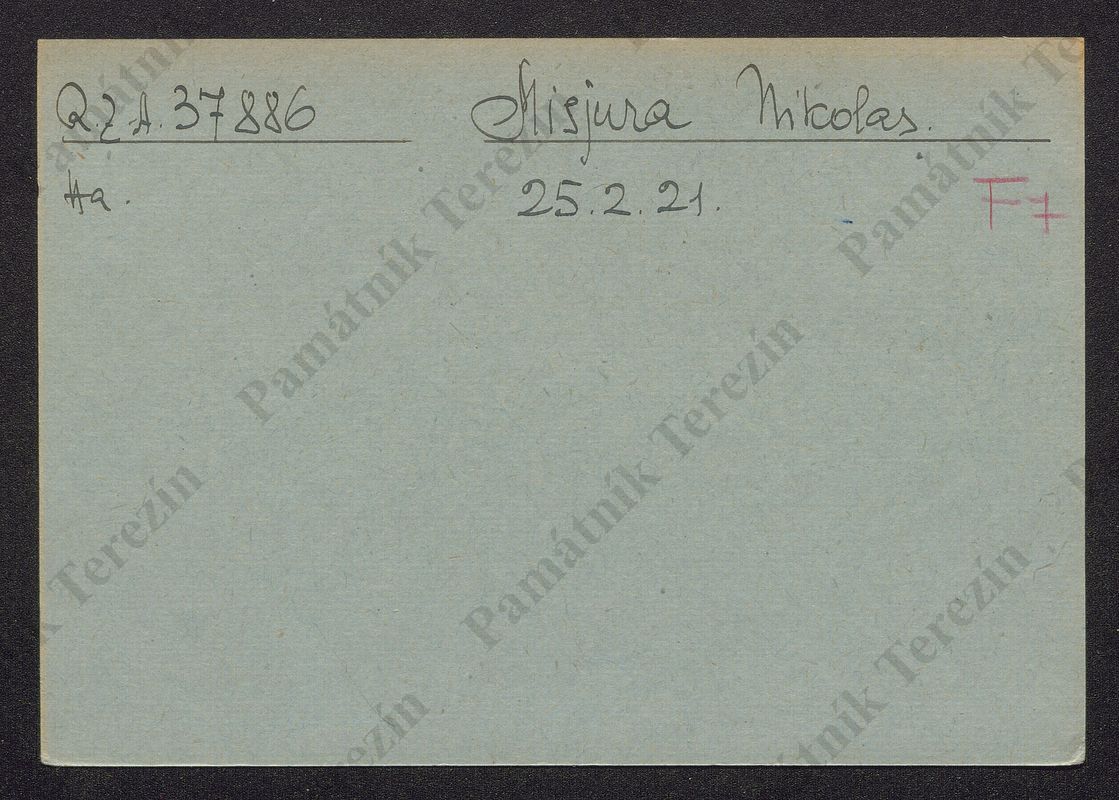 R.Z.A. 37886 Misjura Nikolas.
Ha. 25.2.21. F7
Památník Terezín